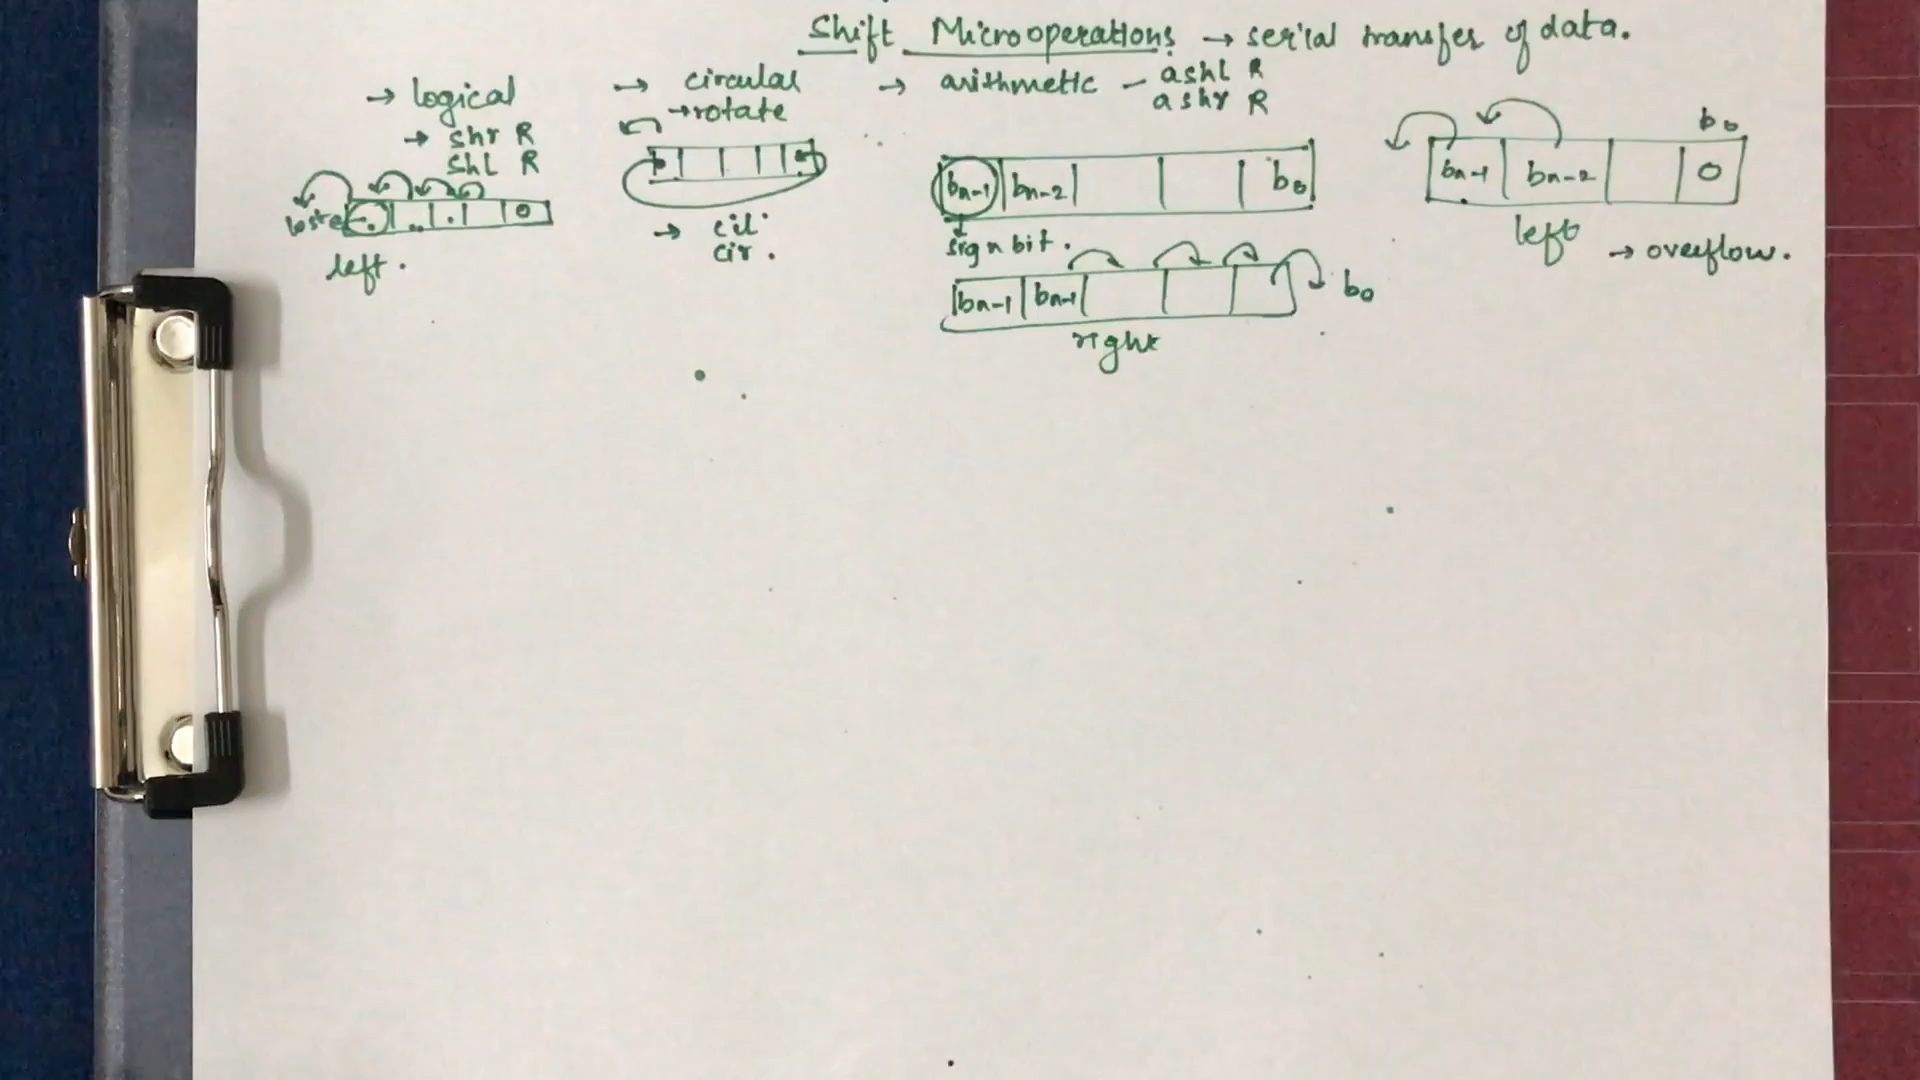 Shift Microoperations → serial transfer of data.
→ logical
→ shr R
shl R
0
left.
→ circular
→ rotate
→ cil
cir.
→ arithmetic - ashl R
ashr R
bn-1 bn-2 b0
sign bit.
bn-1 bn-1 b0
right
b0
bn-1 bn-2 0
left → overflow.